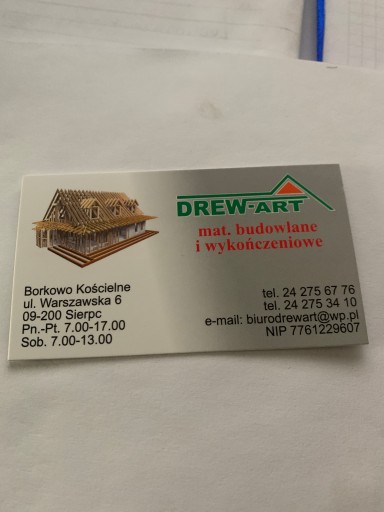 DREW-ART
mat. budowlane
i wykończeniowe
Borkowo Kościelne
ul. Warszawska 6
09-200 Sierpc
Pn.-Pt. 7.00-17.00
Sob. 7.00-13.00
tel. 24 275 67 76
tel. 24 275 34 10
e-mail: biurodrewart@wp.pl
NIP 7761229607